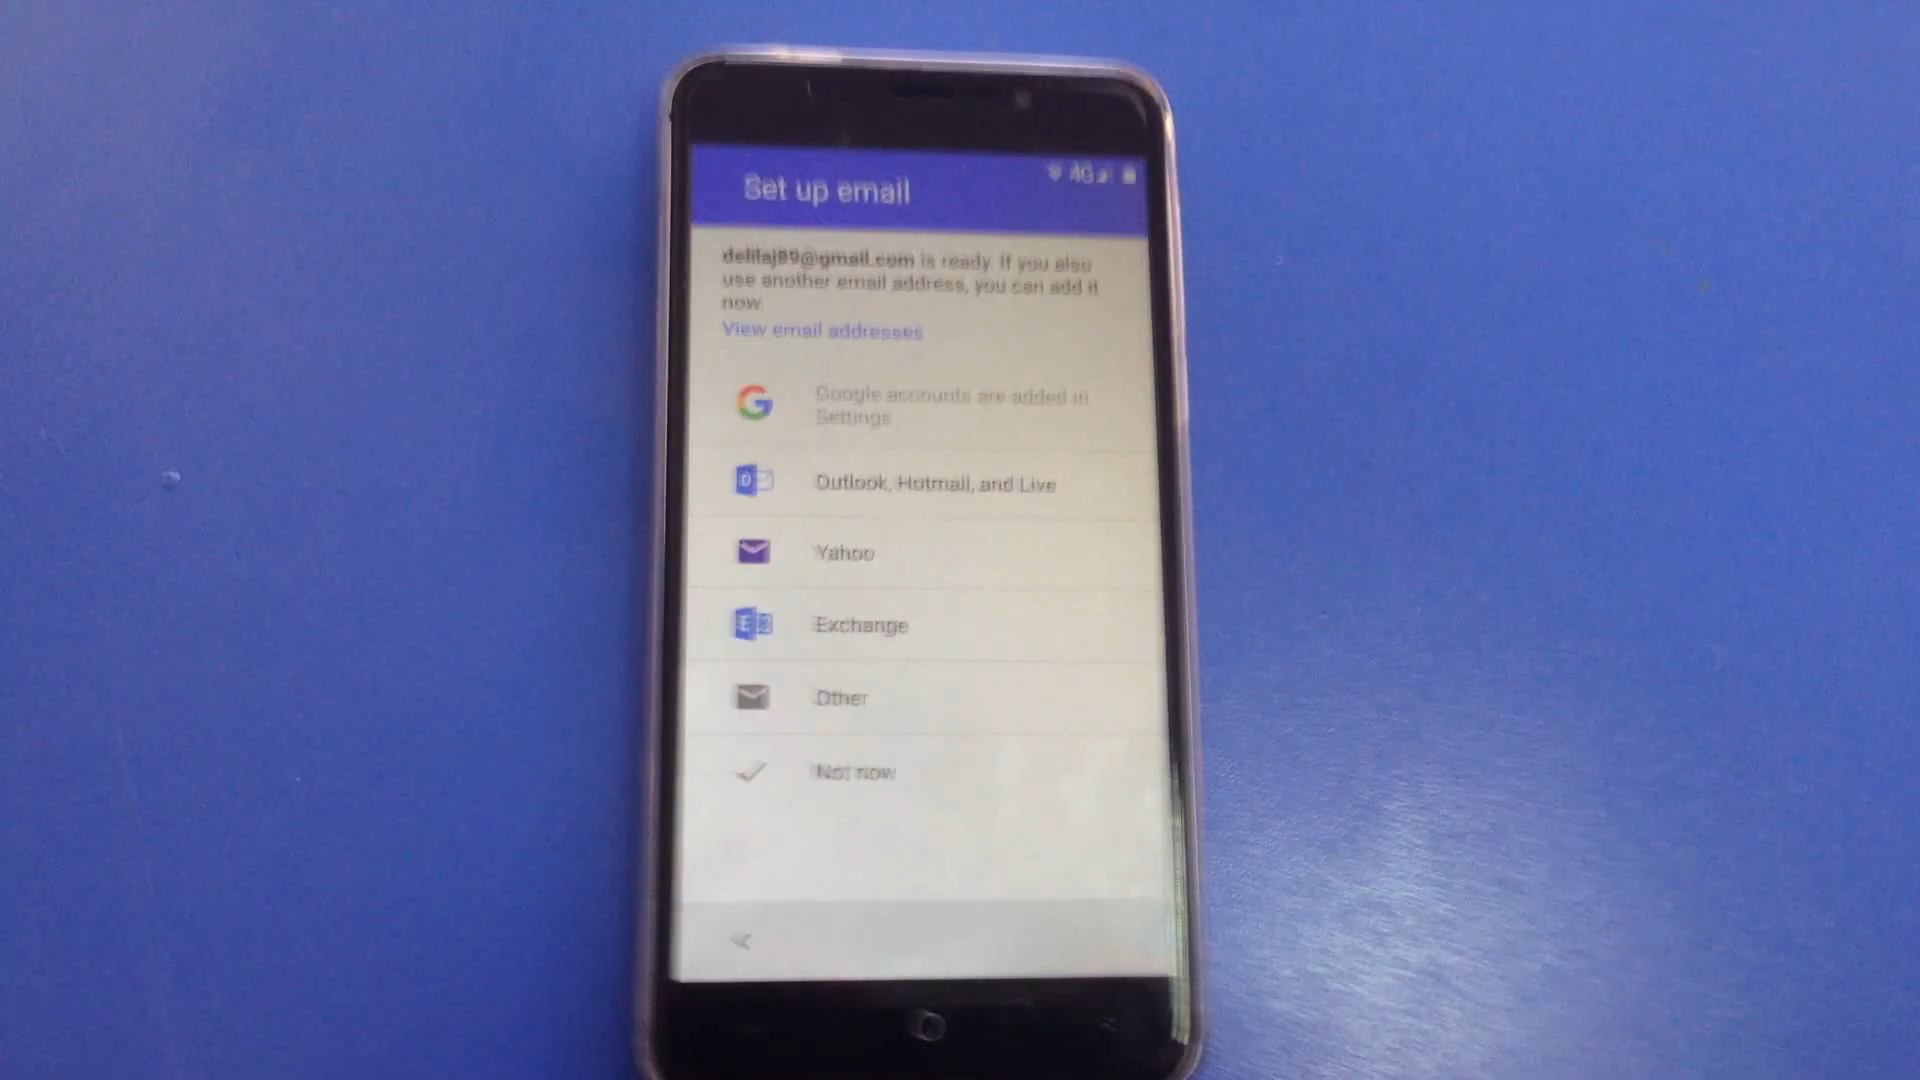 4G
Set up email
delilaj89@gmail.com is ready. If you also
use another email address, you can add it
now.
View email addresses
Google accounts are added in
Settings
Outlook, Hotmail, and Live
Yahoo
Exchange
Other
Not now